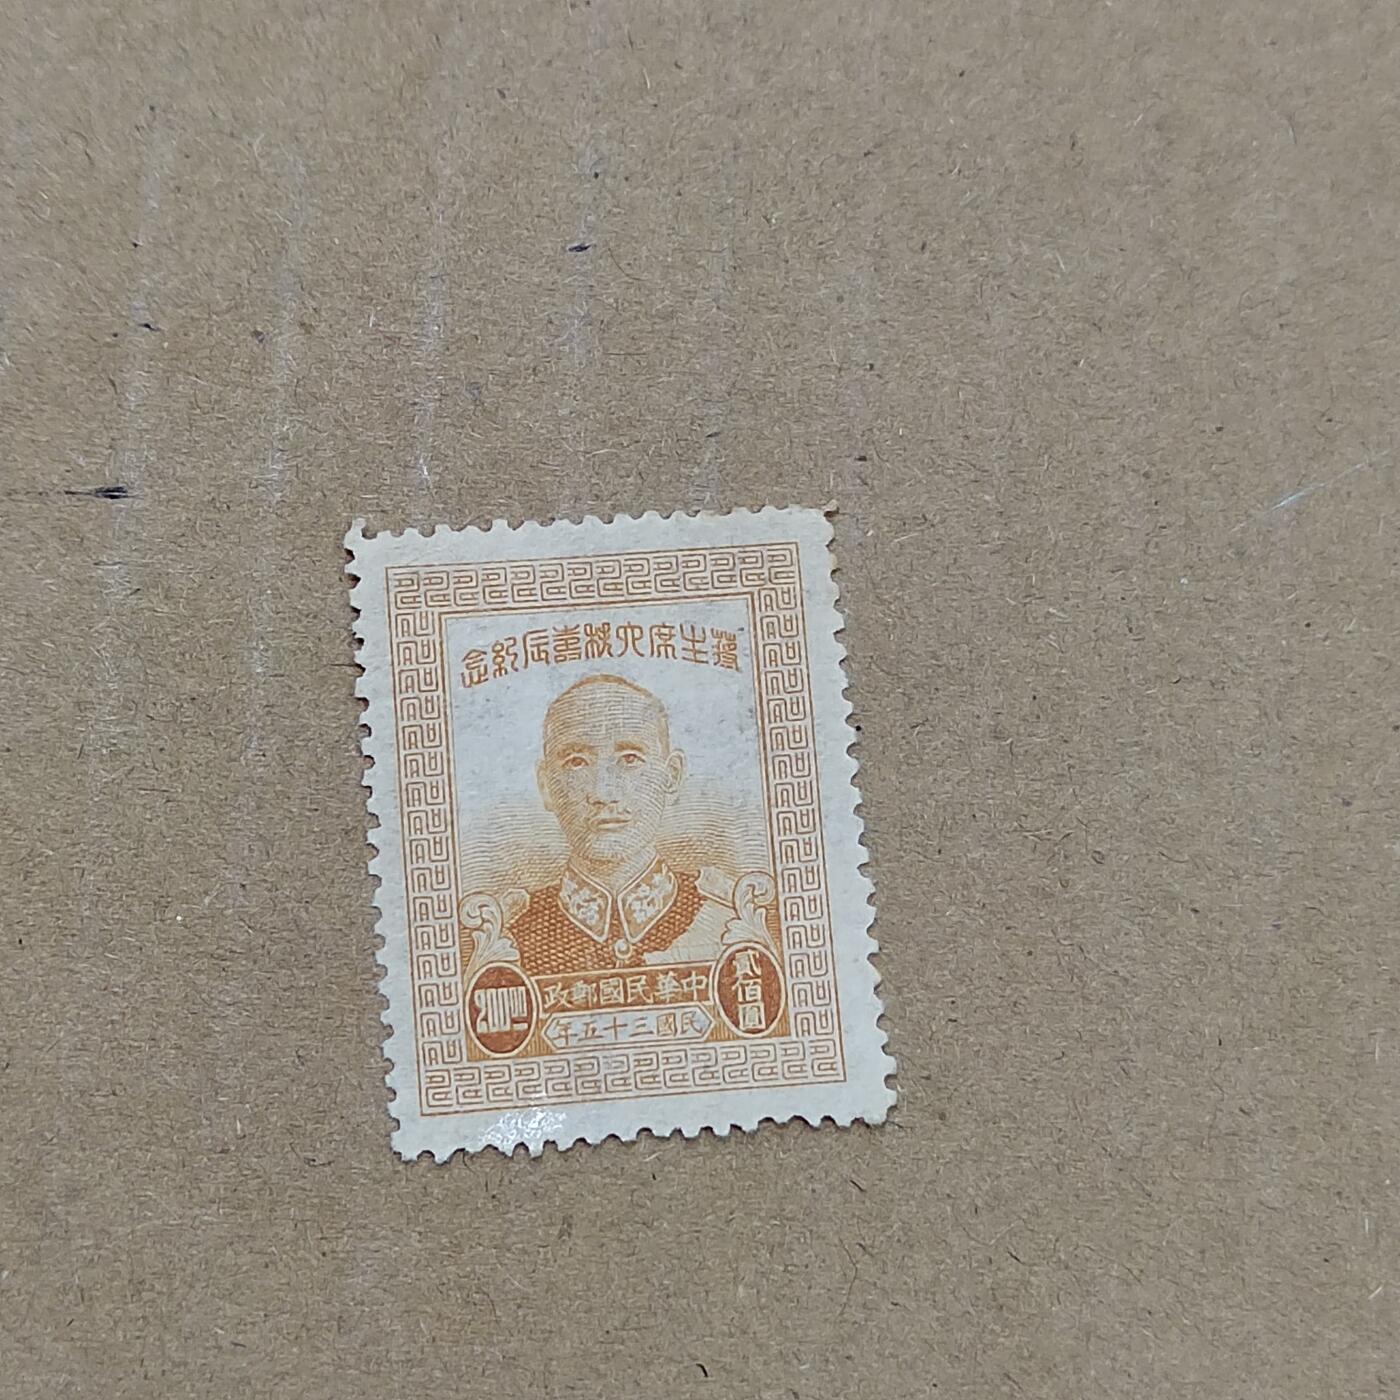 蔣主席六秩壽辰紀念
中華民國郵政
民國三十五年
200
貳佰圓